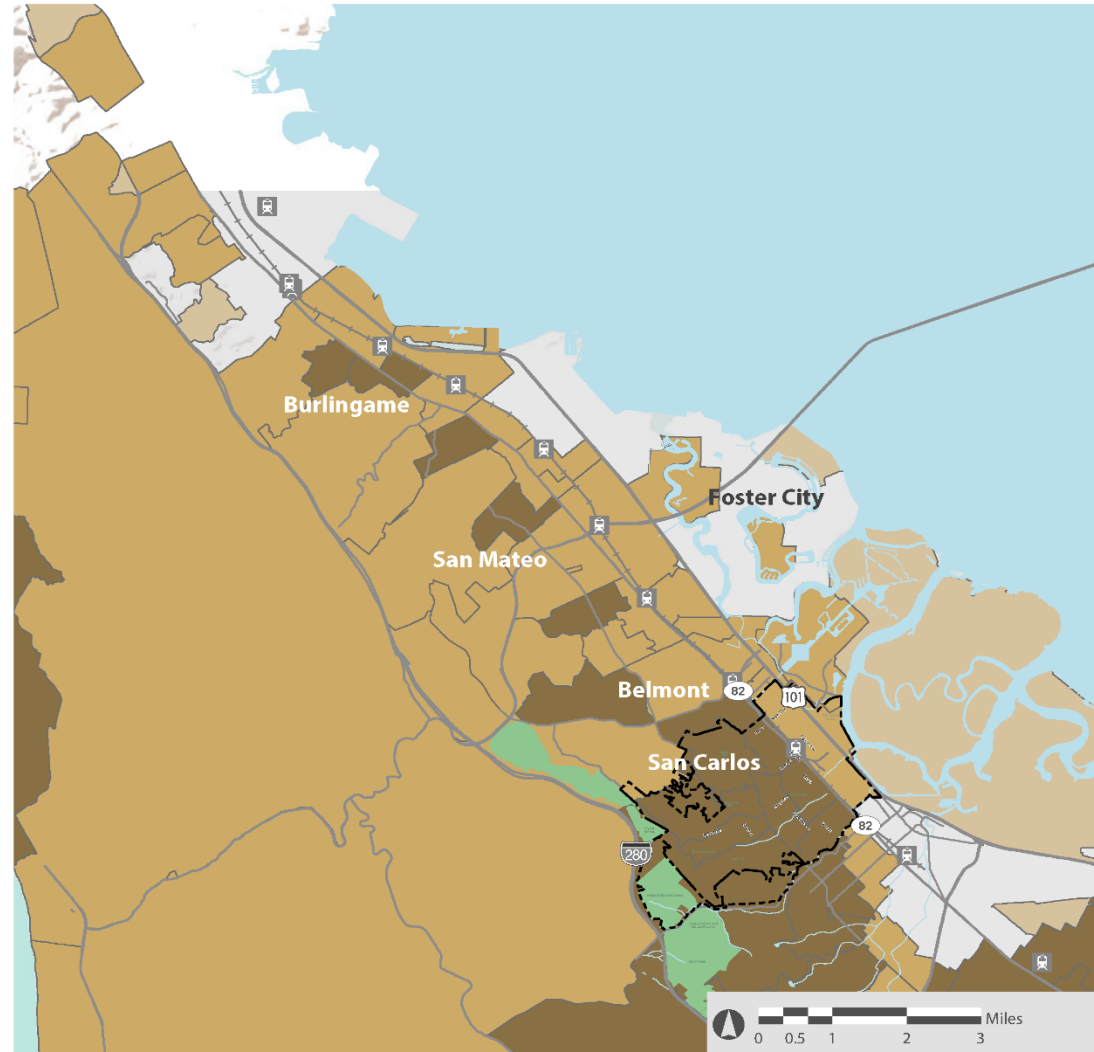 Burlingame
Foster City
San Mateo
Belmont
82
101
San Carlos
82
280
Miles
0 0.5 1 2 3